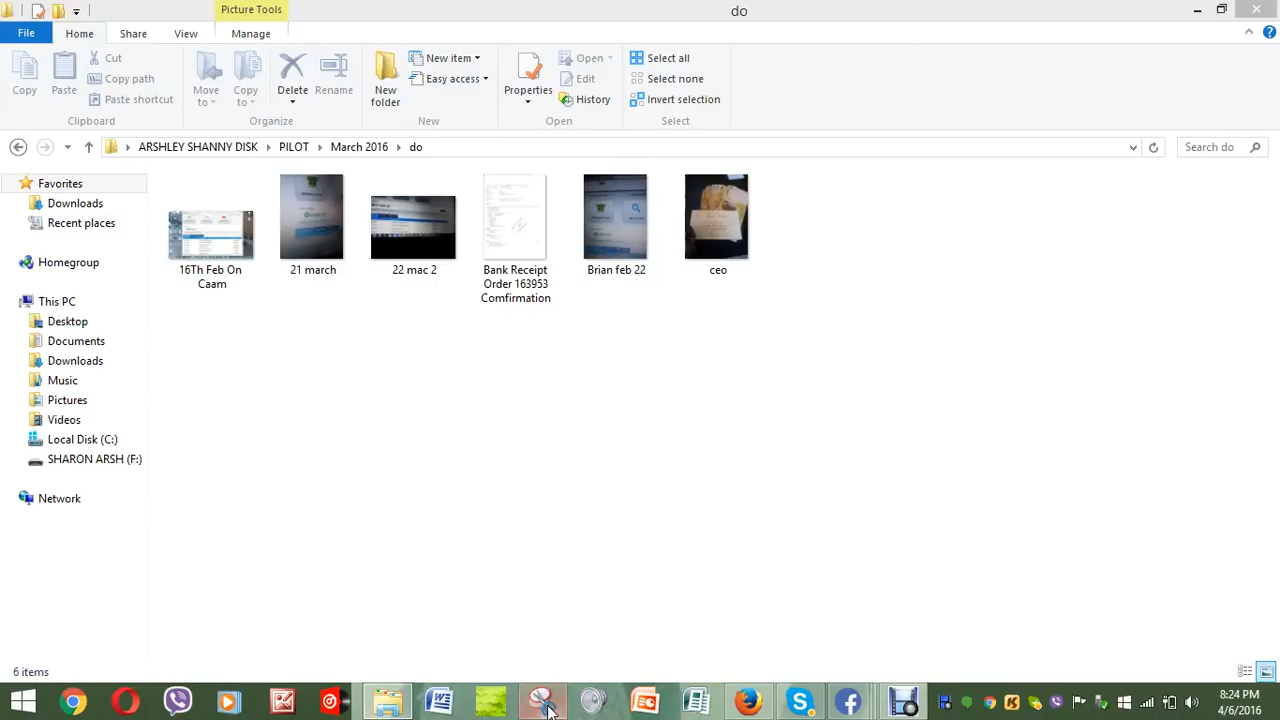 Picture Tools
do
File
Home
Share
View
Manage
Copy
Paste
Cut
Copy path
Paste shortcut
Clipboard
Move to
Copy to
Delete
Rename
Organize
New folder
New item
Easy access
New
Properties
Open
Edit
History
Open
Select all
Select none
Invert selection
Select
ARSHLEY SHANNY DISK
PILOT
March 2016
do
Search do
Favorites
Downloads
Recent places
Homegroup
This PC
Desktop
Documents
Downloads
Music
Pictures
Videos
Local Disk (C:)
SHARON ARSH (F:)
Network
16Th Feb On
Caam
21 march
22 mac 2
Bank Receipt
Order 163953
Comfirmation
Brian feb 22
ceo
6 items
8:24 PM
4/6/2016